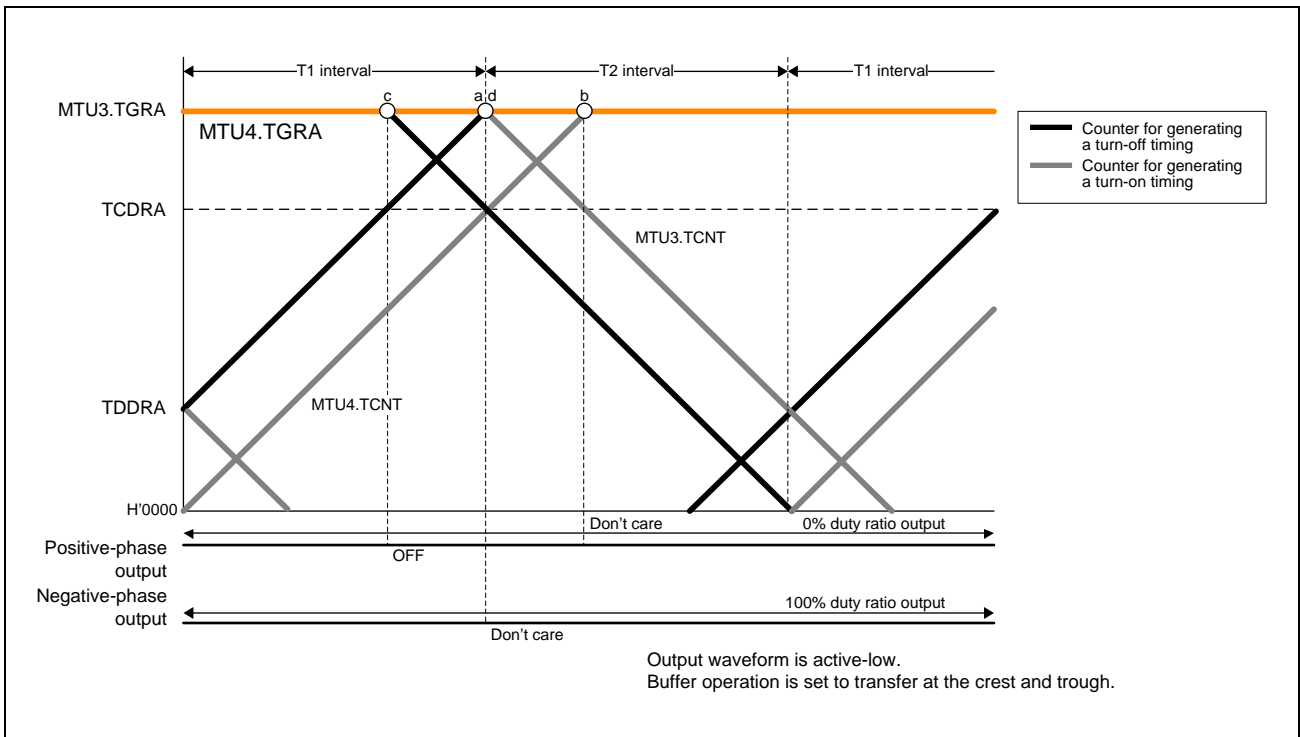 T1 interval
T2 interval
T1 interval
MTU3.TGRA
c
a d
b
MTU4.TGRA
Counter for generating
a turn-off timing
Counter for generating
a turn-on timing
TCDRA
MTU3.TCNT
TDDRA
MTU4.TCNT
H'0000
Don't care
0% duty ratio output
Positive-phase
output
OFF
Negative-phase
output
100% duty ratio output
Don't care
Output waveform is active-low.
Buffer operation is set to transfer at the crest and trough.